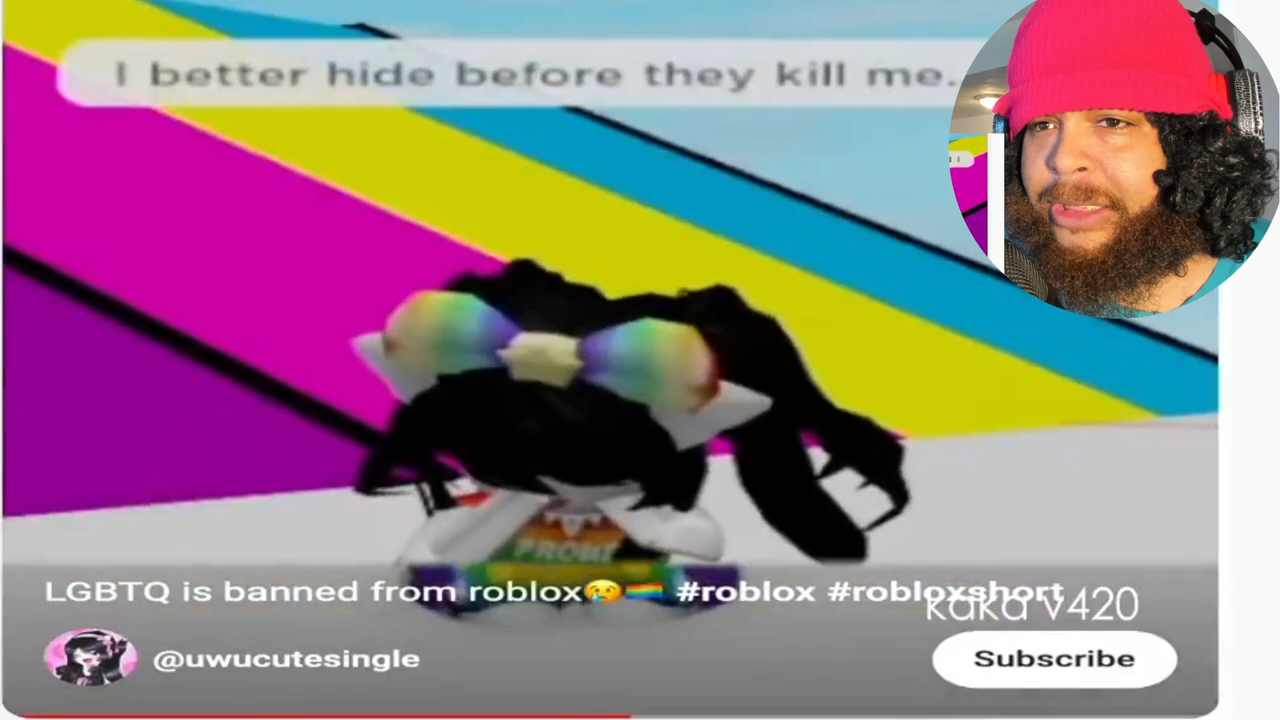 I better hide before they kill me.
LGBTQ is banned from roblox😢🏳️‍🌈 #roblox #robloxshort
kaka v420
@uwucutesingle
Subscribe